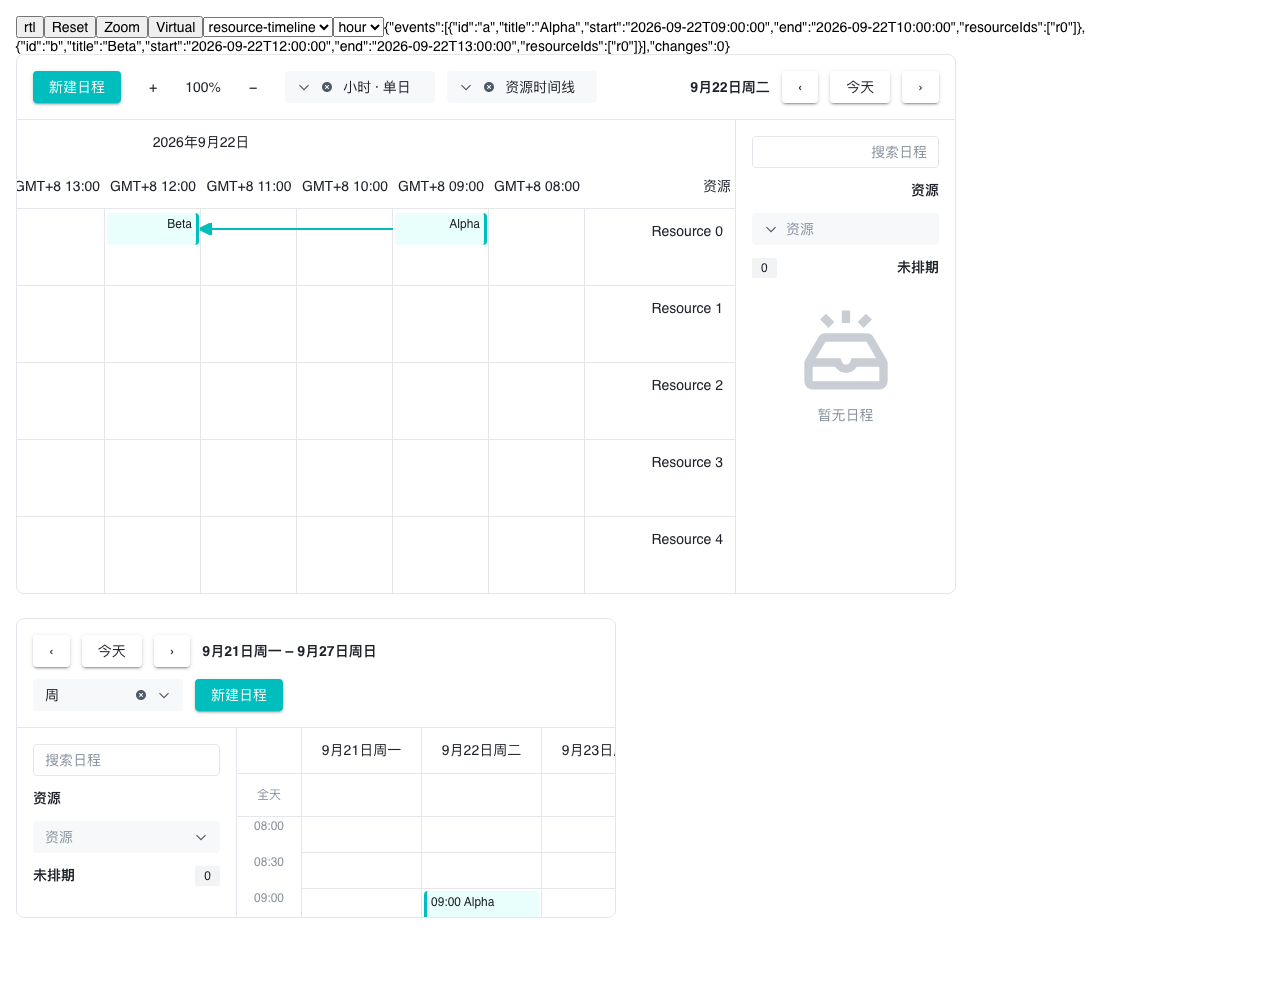 rtl Reset Zoom Virtual resource-timeline hour {"events":[{"id":"a","title":"Alpha","start":"2026-09-22T09:00:00","end":"2026-09-22T10:00:00","resourceIds":["r0"]},
{"id":"b","title":"Beta","start":"2026-09-22T12:00:00","end":"2026-09-22T13:00:00","resourceIds":["r0"]}],"changes":0}
新建日程 + 100% − 小时 · 单日 资源时间线 9月22日周二 ‹ 今天 ›
2026年9月22日
GMT+8 13:00 GMT+8 12:00 GMT+8 11:00 GMT+8 10:00 GMT+8 09:00 GMT+8 08:00 资源
Beta Alpha Resource 0
Resource 1
Resource 2
Resource 3
Resource 4
搜索日程
资源
资源
0 未排期
暂无日程
‹ 今天 › 9月21日周一 – 9月27日周日
周 新建日程
搜索日程
资源
资源
未排期 0
9月21日周一 9月22日周二 9月23日
全天
08:00
08:30
09:00 09:00 Alpha